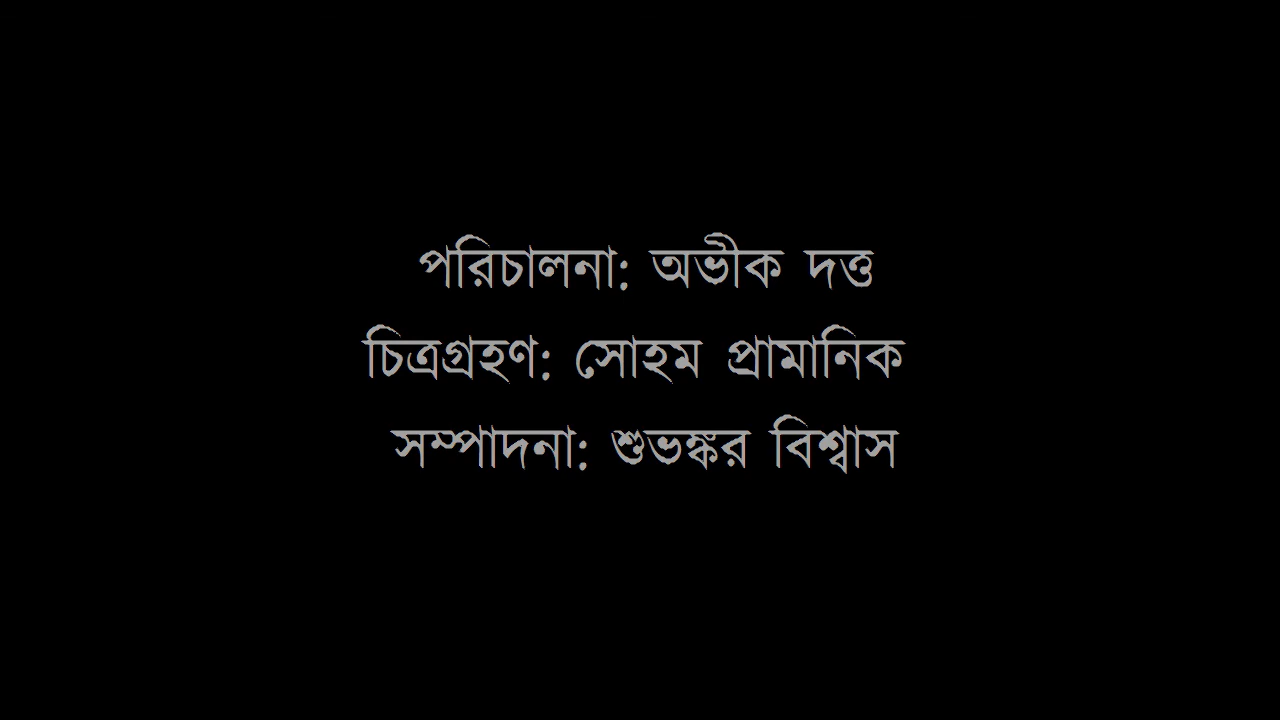 পরিচালনা: অভীক দত্ত
চিত্রগ্রহণ: সোহম প্রামানিক
সম্পাদনা: শুভঙ্কর বিশ্বাস